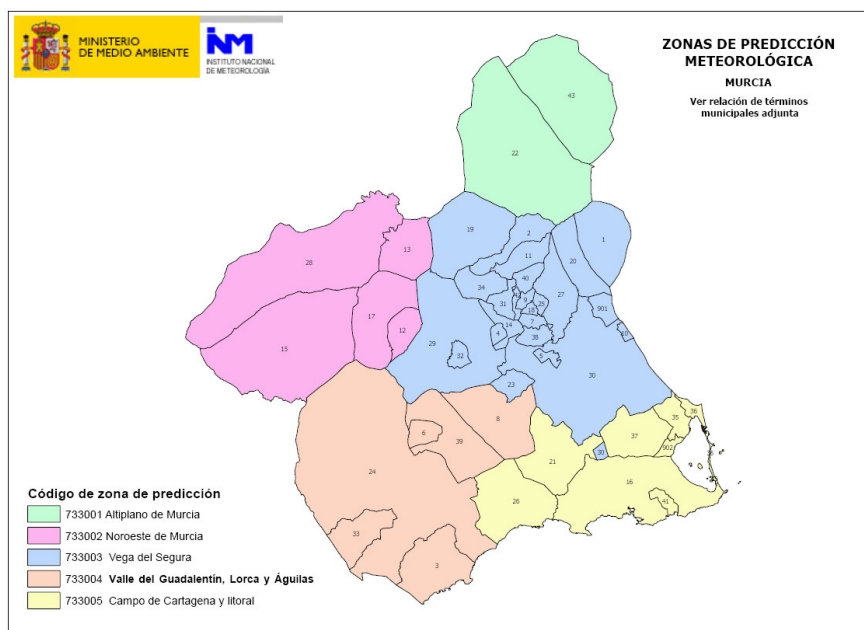 MINISTERIO
DE MEDIO AMBIENTE
INM
INSTITUTO NACIONAL
DE METEOROLOGÍA
ZONAS DE PREDICCIÓN
METEOROLÓGICA
MURCIA
Ver relación de términos
municipales adjunta
43
22
19
2
1
13
11
20
28
40
34
27
9
25
31
18
901
17
7
14
12
4
38
29
15
32
5
30
23
35
36
8
6
37
39
902
21
30
24
16
26
41
33
3
Código de zona de predicción
733001 Altiplano de Murcia
733002 Noroeste de Murcia
733003 Vega del Segura
733004 Valle del Guadalentín, Lorca y Águilas
733005 Campo de Cartagena y litoral